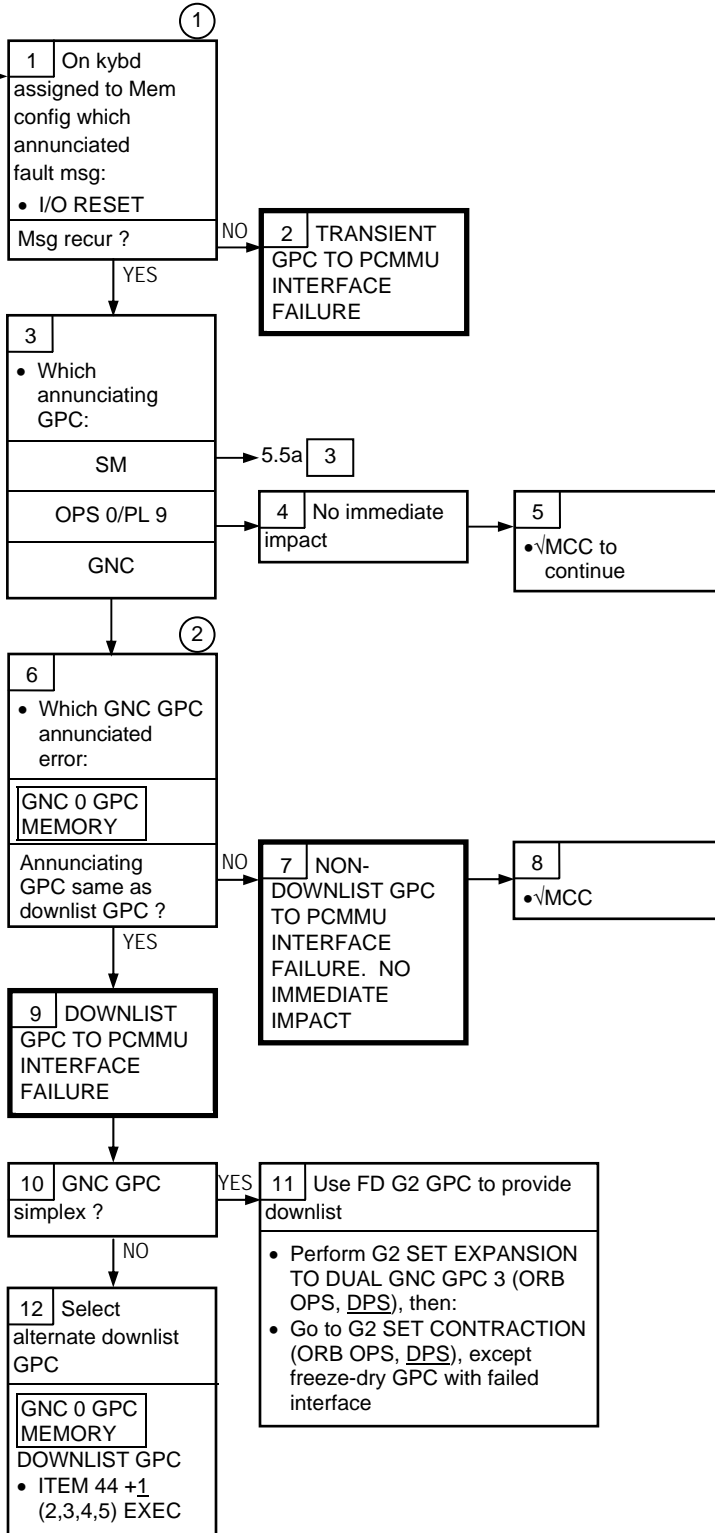 1
1 On kybd
assigned to Mem
config which
annunciated
fault msg:
• I/O RESET
Msg recur ?
NO
YES
2 TRANSIENT
GPC TO PCMMU
INTERFACE
FAILURE
3
• Which
annunciating
GPC:
SM
5.5a 3
OPS 0/PL 9
GNC
4 No immediate
impact
5
•√MCC to
continue
2
6
• Which GNC GPC
annunciated
error:
GNC 0 GPC
MEMORY
Annunciating
GPC same as
downlist GPC ?
NO
YES
7 NON-
DOWNLIST GPC
TO PCMMU
INTERFACE
FAILURE. NO
IMMEDIATE
IMPACT
8
•√MCC
9 DOWNLIST
GPC TO PCMMU
INTERFACE
FAILURE
10 GNC GPC
simplex ?
YES
NO
11 Use FD G2 GPC to provide
downlist
• Perform G2 SET EXPANSION
TO DUAL GNC GPC 3 (ORB
OPS, DPS), then:
• Go to G2 SET CONTRACTION
(ORB OPS, DPS), except
freeze-dry GPC with failed
interface
12 Select
alternate downlist
GPC
GNC 0 GPC
MEMORY
DOWNLIST GPC
• ITEM 44 +1
(2,3,4,5) EXEC